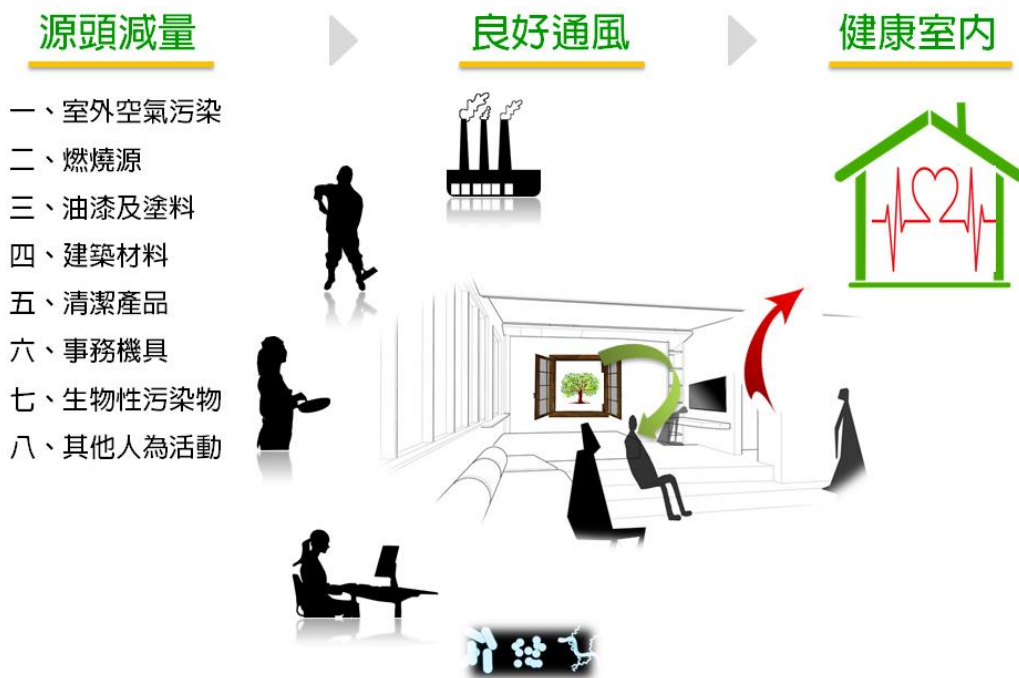 源頭減量
良好通風
健康室內
一、室外空氣污染
二、燃燒源
三、油漆及塗料
四、建築材料
五、清潔產品
六、事務機具
七、生物性污染物
八、其他人為活動